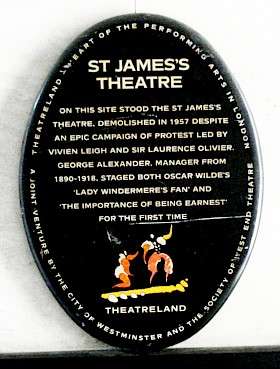 THEATRELAND HEART OF THE PERFORMING ARTS IN LONDON
ST JAMES'S
THEATRE
ON THIS SITE STOOD THE ST JAMES'S
THEATRE. DEMOLISHED IN 1957 DESPITE
AN EPIC CAMPAIGN OF PROTEST LED BY
VIVIEN LEIGH AND SIR LAURENCE OLIVIER.
GEORGE ALEXANDER, MANAGER FROM
1890-1918, STAGED BOTH OSCAR WILDE'S
'LADY WINDERMERE'S FAN' AND
'THE IMPORTANCE OF BEING EARNEST'
FOR THE FIRST TIME
THEATRELAND
A JOINT VENTURE BY THE CITY OF WESTMINSTER AND THE SOCIETY OF WEST END THEATRE